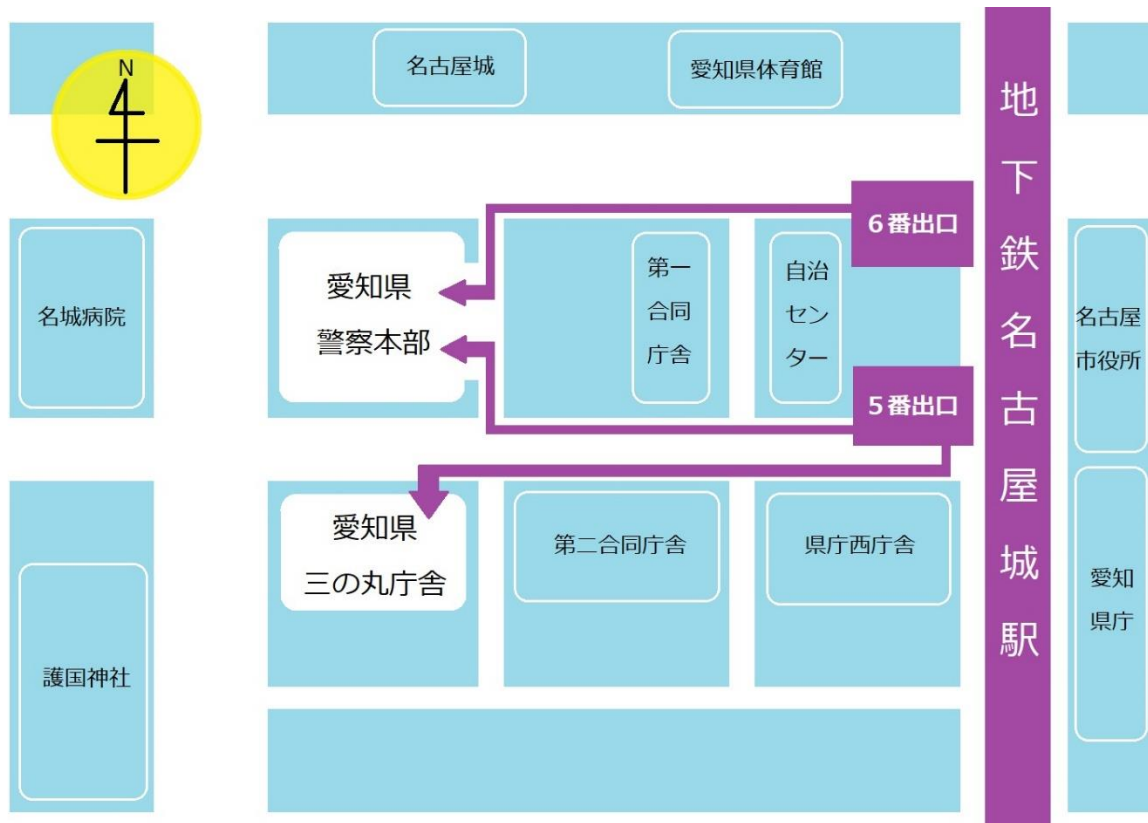 N
名古屋城
愛知県体育館
地下鉄名古屋城駅
6番出口
愛知県
警察本部
第一
合同
庁舎
自治
セン
ター
名城病院
名古屋
市役所
5番出口
愛知県
三の丸庁舎
第二合同庁舎
県庁西庁舎
愛知
県庁
護国神社